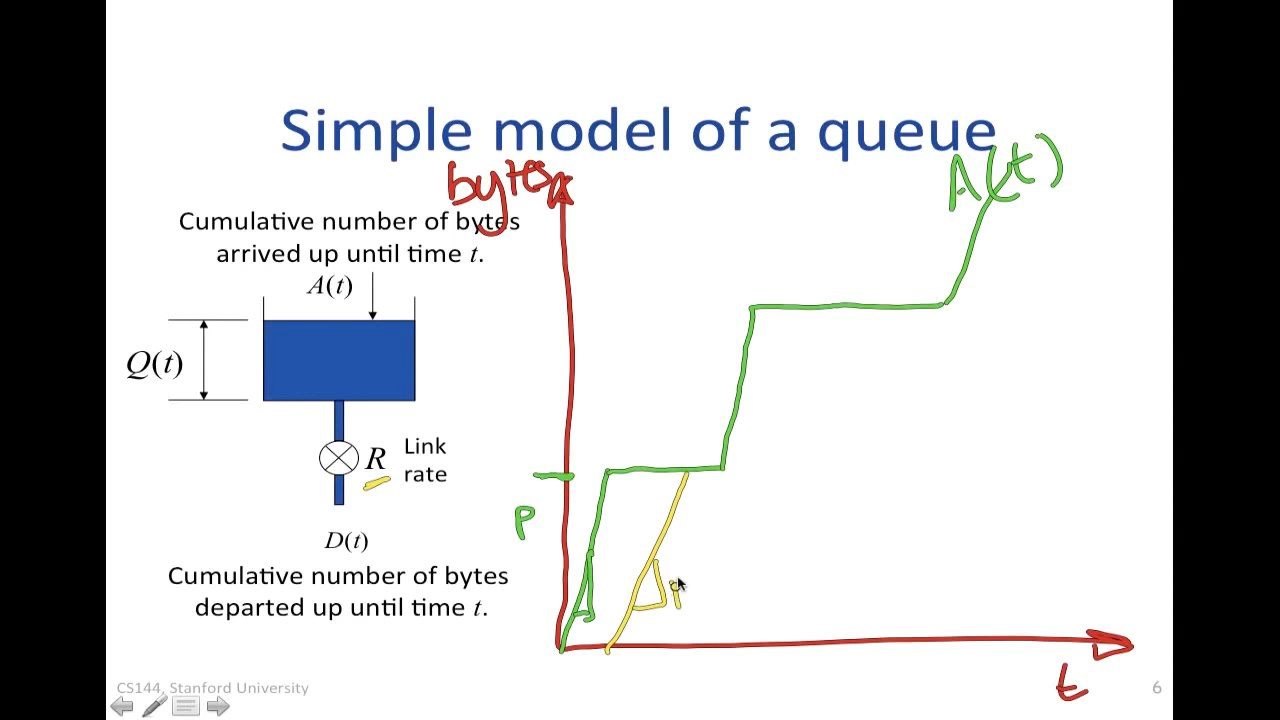 Simple model of a queue
bytes
A(t)
Cumulative number of bytes
arrived up until time t.
A(t)
Q(t)
R
Link
rate
P
D(t)
Cumulative number of bytes
departed up until time t.
t
CS144, Stanford University
6